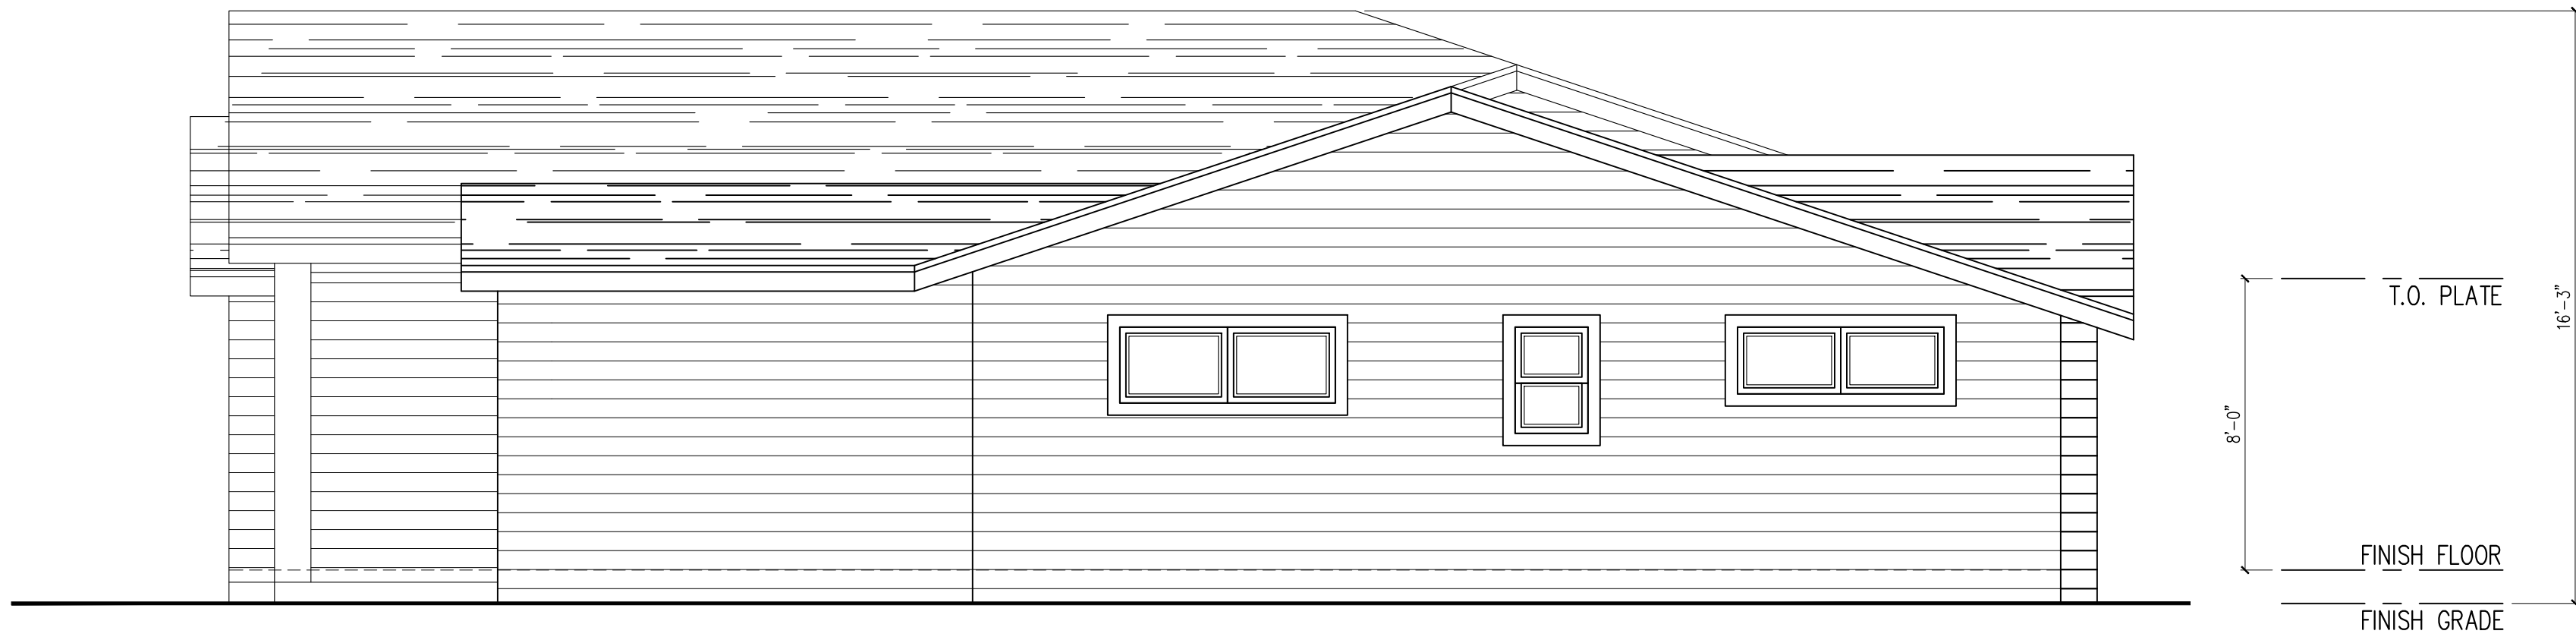 T.O. PLATE
16'-3"
8'-0"
FINISH FLOOR
FINISH GRADE